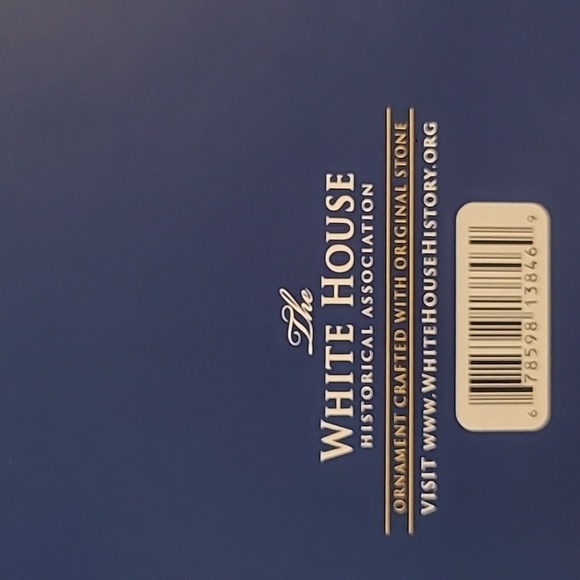 The
WHITE HOUSE
HISTORICAL ASSOCIATION
ORNAMENT CRAFTED WITH ORIGINAL STONE
VISIT WWW.WHITEHOUSEHISTORY.ORG
6 78598 13846 9